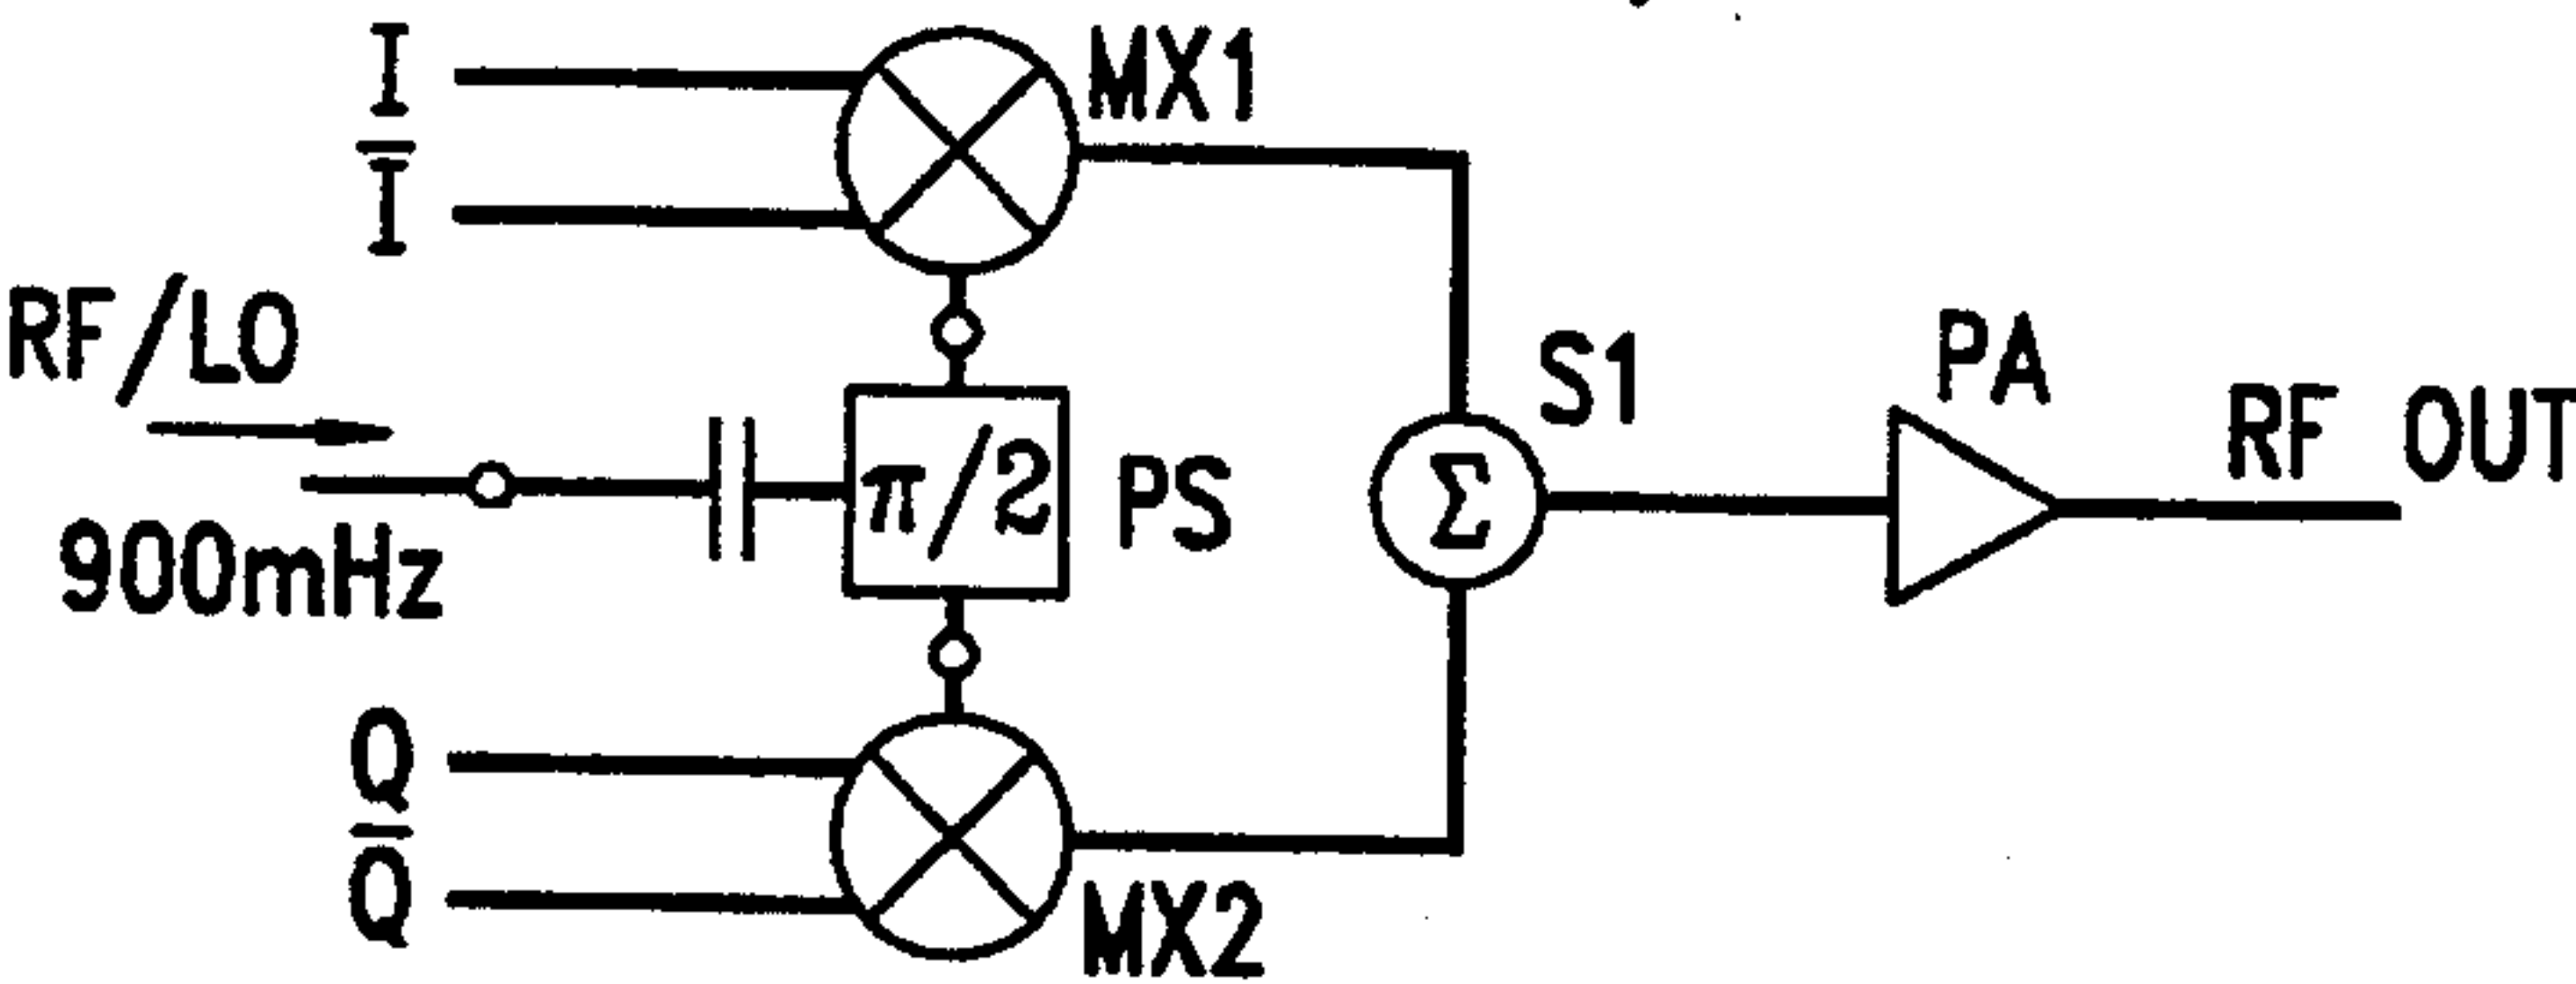 I
MX1
I̅
RF/LO
S1
PA
RF OUT
π/2
PS
Σ
900mHz
Q
Q̅
MX2